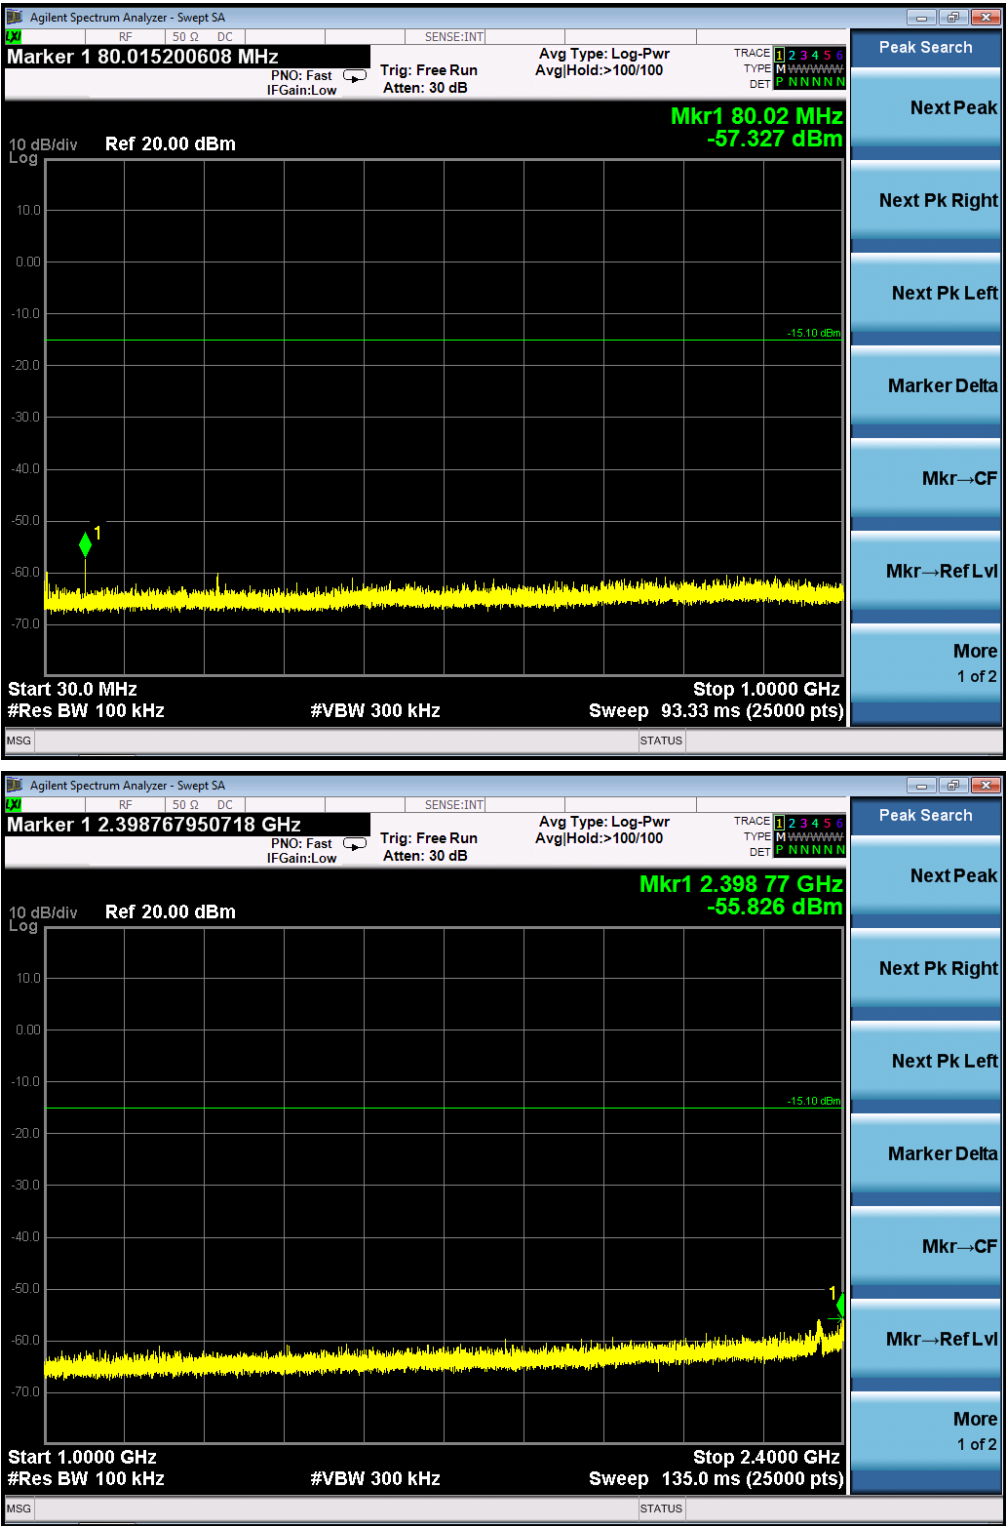 Agilent Spectrum Analyzer - Swept SA
LXI RF 50 Ω DC SENSE:INT
Marker 1 80.015200608 MHz
PNO: Fast
IFGain:Low
Trig: Free Run
Atten: 30 dB
Avg Type: Log-Pwr
Avg|Hold:>100/100
TRACE 1 2 3 4 5 6
TYPE M WWWWW
DET P N N N N N
Peak Search
Mkr1 80.02 MHz
-57.327 dBm
10 dB/div Ref 20.00 dBm
Log
10.0
0.00
-10.0
-15.10 dBm
-20.0
-30.0
-40.0
-50.0
1
-60.0
-70.0
Start 30.0 MHz Stop 1.0000 GHz
#Res BW 100 kHz #VBW 300 kHz Sweep 93.33 ms (25000 pts)
MSG STATUS
Next Peak
Next Pk Right
Next Pk Left
Marker Delta
Mkr→CF
Mkr→Ref Lvl
More
1 of 2
Agilent Spectrum Analyzer - Swept SA
LXI RF 50 Ω DC SENSE:INT
Marker 1 2.398767950718 GHz
PNO: Fast
IFGain:Low
Trig: Free Run
Atten: 30 dB
Avg Type: Log-Pwr
Avg|Hold:>100/100
TRACE 1 2 3 4 5 6
TYPE M WWWWW
DET P N N N N N
Peak Search
Mkr1 2.398 77 GHz
-55.826 dBm
10 dB/div Ref 20.00 dBm
Log
10.0
0.00
-10.0
-15.10 dBm
-20.0
-30.0
-40.0
-50.0
1
-60.0
-70.0
Start 1.0000 GHz Stop 2.4000 GHz
#Res BW 100 kHz #VBW 300 kHz Sweep 135.0 ms (25000 pts)
MSG STATUS
Next Peak
Next Pk Right
Next Pk Left
Marker Delta
Mkr→CF
Mkr→Ref Lvl
More
1 of 2